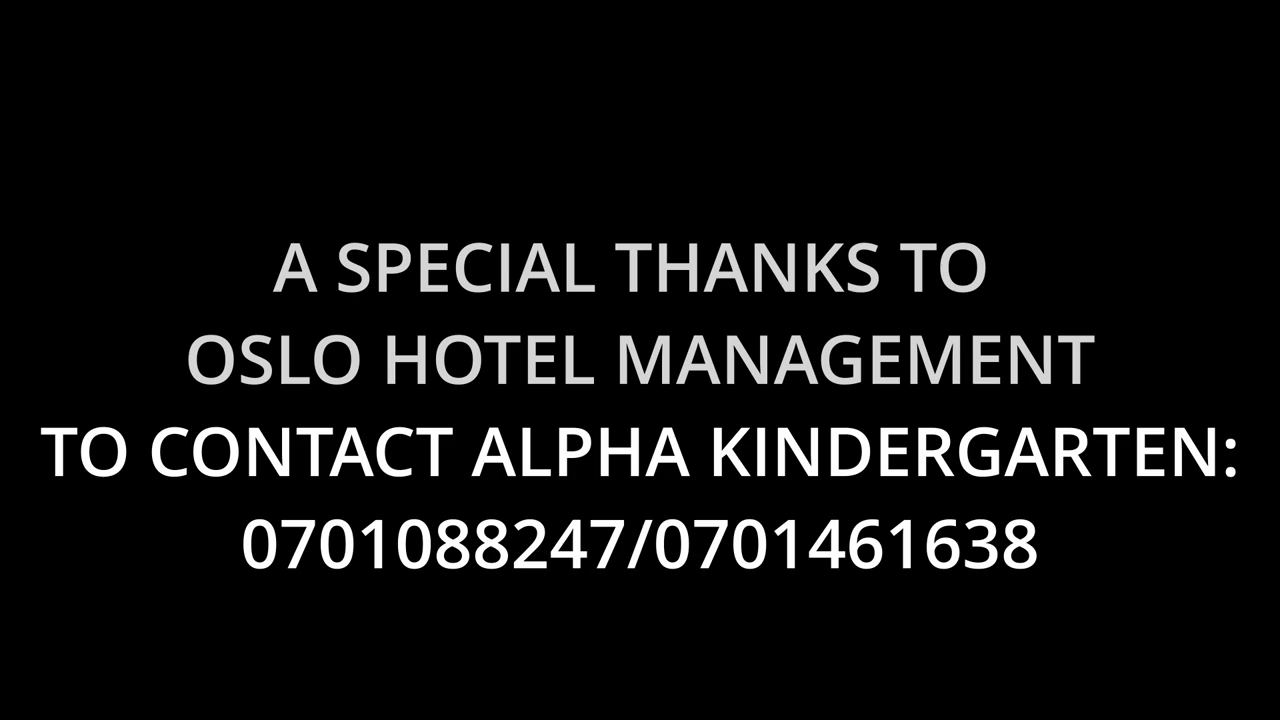 A SPECIAL THANKS TO
OSLO HOTEL MANAGEMENT
TO CONTACT ALPHA KINDERGARTEN:
0701088247/0701461638